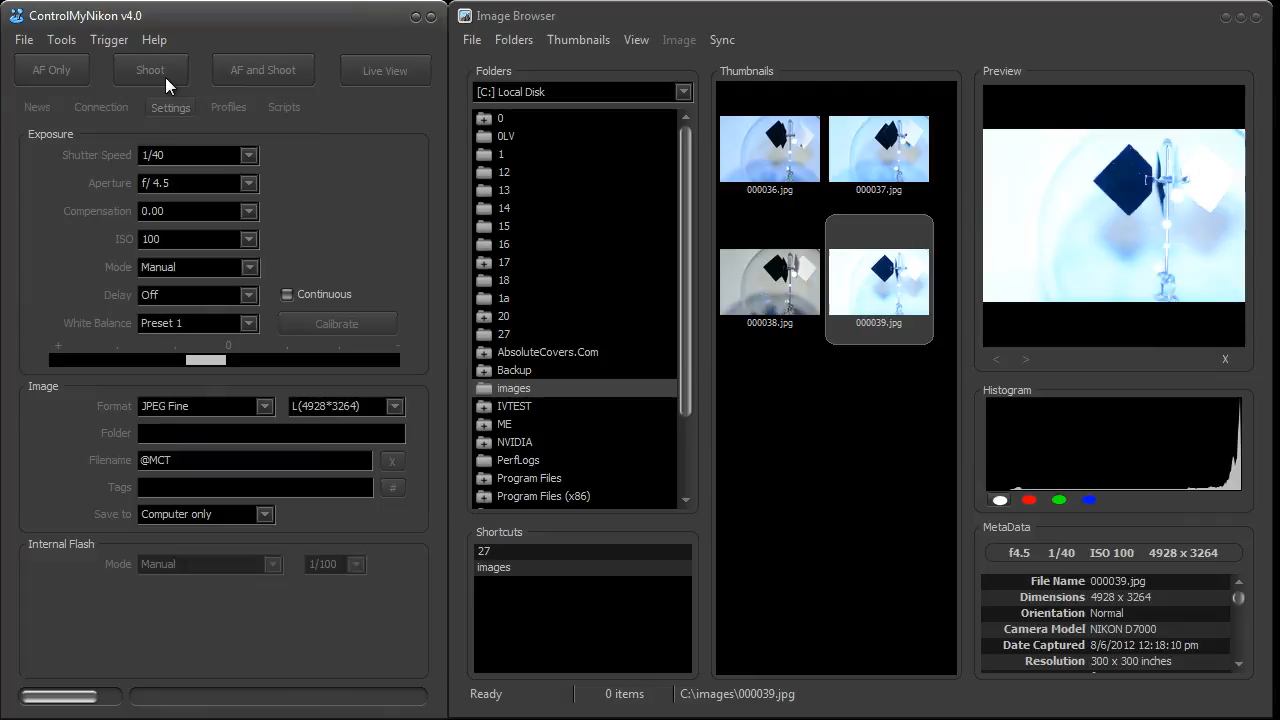 ControlMyNikon v4.0
File Tools Trigger Help
AF Only Shoot AF and Shoot Live View
News Connection Settings Profiles Scripts
Exposure
Shutter Speed 1/40
Aperture f/ 4.5
Compensation 0.00
ISO 100
Mode Manual
Delay Off Continuous
White Balance Preset 1 Calibrate
+ 0 -
Image
Format JPEG Fine L(4928*3264)
Folder
Filename @MCT X
Tags #
Save to Computer only
Internal Flash
Mode Manual 1/100
Image Browser
File Folders Thumbnails View Image Sync
Folders
[C:] Local Disk
0
0LV
1
12
13
14
15
16
17
18
1a
20
27
AbsoluteCovers.Com
Backup
images
IVTEST
ME
NVIDIA
PerfLogs
Program Files
Program Files (x86)
Shortcuts
27
images
Thumbnails
000036.jpg 000037.jpg
000038.jpg 000039.jpg
Preview
< > X
Histogram
MetaData
f4.5 1/40 ISO 100 4928 x 3264
File Name 000039.jpg
Dimensions 4928 x 3264
Orientation Normal
Camera Model NIKON D7000
Date Captured 8/6/2012 12:18:10 pm
Resolution 300 x 300 inches
Ready 0 items C:\images\000039.jpg